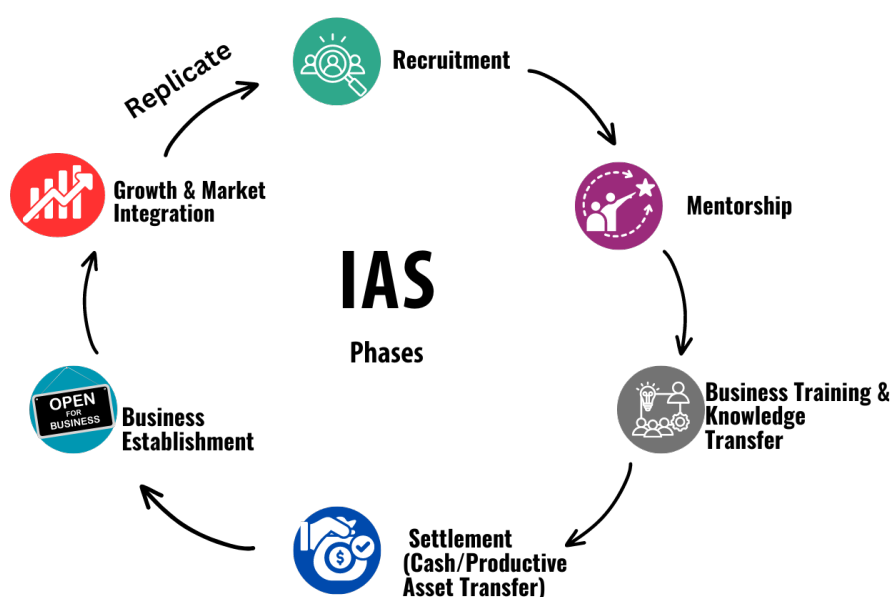 Replicate
Recruitment
Mentorship
Business Training &
Knowledge
Transfer
Settlement
(Cash/Productive
Asset Transfer)
OPEN
FOR
BUSINESS
Business
Establishment
Growth & Market
Integration
IAS
Phases
$